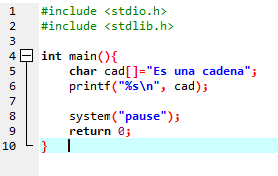 1 #include <stdio.h>
2 #include <stdlib.h>
3
4 int main(){
5 char cad[]="Es una cadena";
6 printf("%s\n", cad);
7
8 system("pause");
9 return 0;
10 }